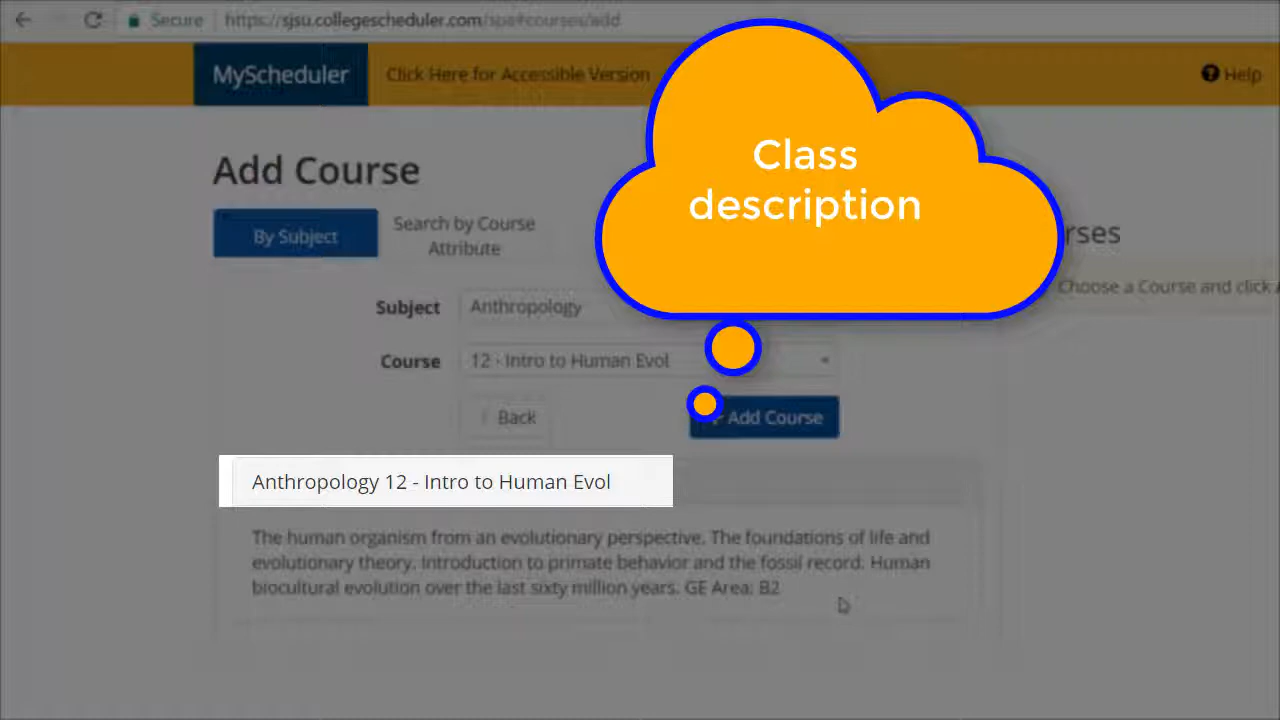 Secure https://sjsu.collegescheduler.com/spa#courses/add
MyScheduler Click Here for Accessible Version Help
Add Course
By Subject
Search by Course
Attribute
Class
description
Subject Anthropology
Choose a Course and click
Course 12 - Intro to Human Evol
Back
Add Course
Anthropology 12 - Intro to Human Evol
The human organism from an evolutionary perspective. The foundations of life and
evolutionary theory. Introduction to primate behavior and the fossil record. Human
biocultural evolution over the last sixty million years. GE Area: B2